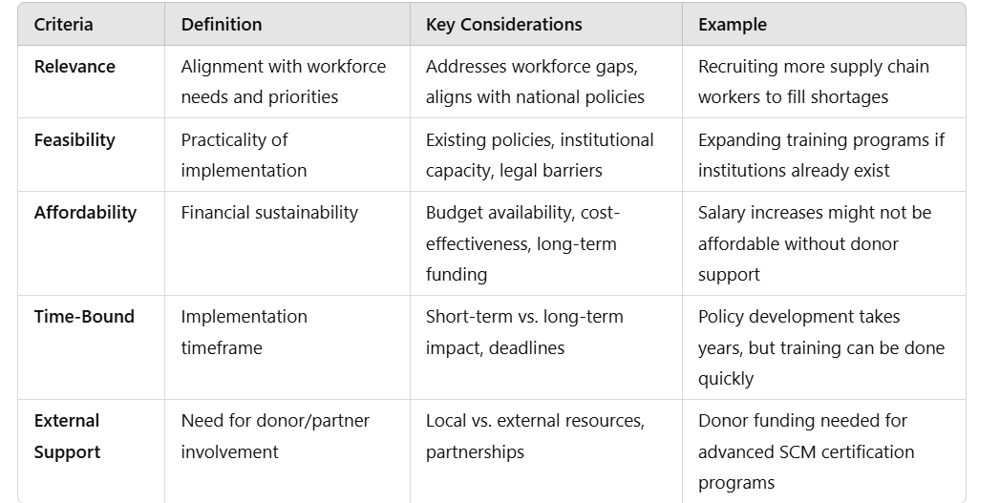 Criteria Definition Key Considerations Example
Relevance Alignment with workforce Addresses workforce gaps, Recruiting more supply chain
needs and priorities aligns with national policies workers to fill shortages
Feasibility Practicality of Existing policies, institutional Expanding training programs if
implementation capacity, legal barriers institutions already exist
Affordability Financial sustainability Budget availability, cost- Salary increases might not be
effectiveness, long-term affordable without donor
funding support
Time-Bound Implementation Short-term vs. long-term Policy development takes
timeframe impact, deadlines years, but training can be done
quickly
External Need for donor/partner Local vs. external resources, Donor funding needed for
Support involvement partnerships advanced SCM certification
programs